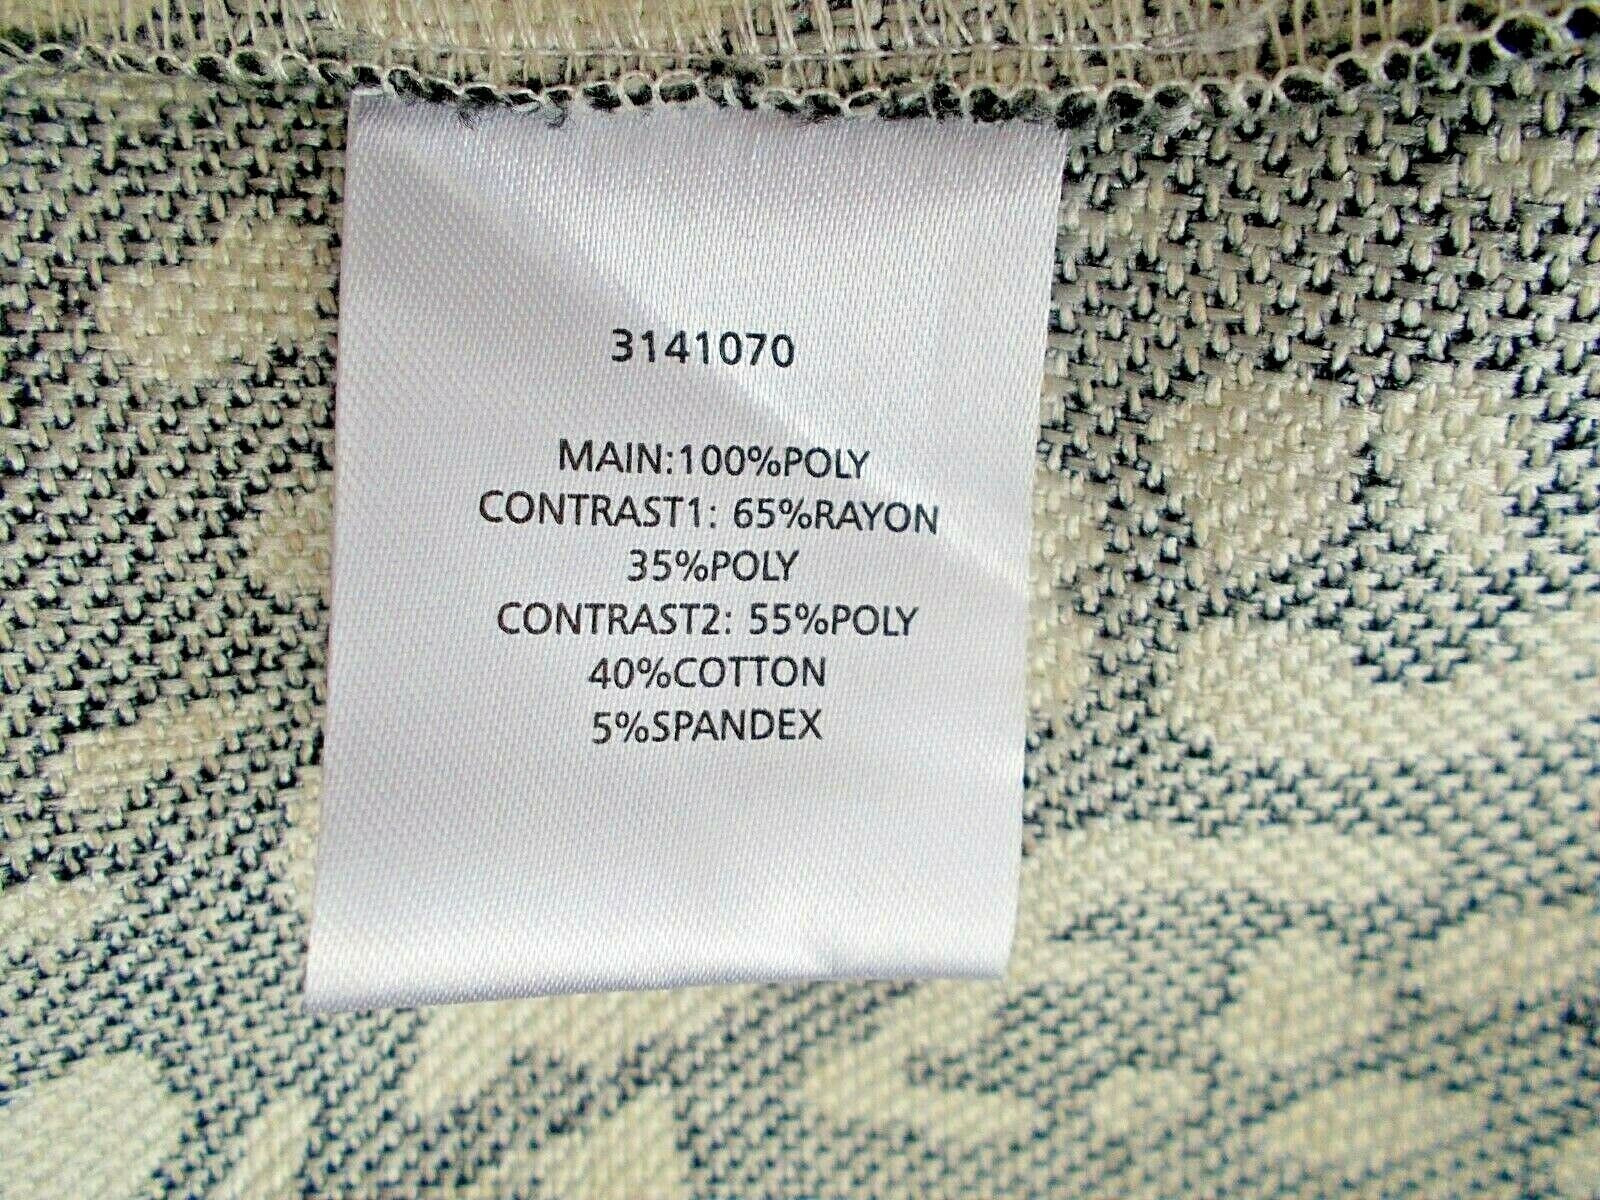 3141070
MAIN:100%POLY
CONTRAST1: 65%RAYON
35%POLY
CONTRAST2: 55%POLY
40%COTTON
5%SPANDEX